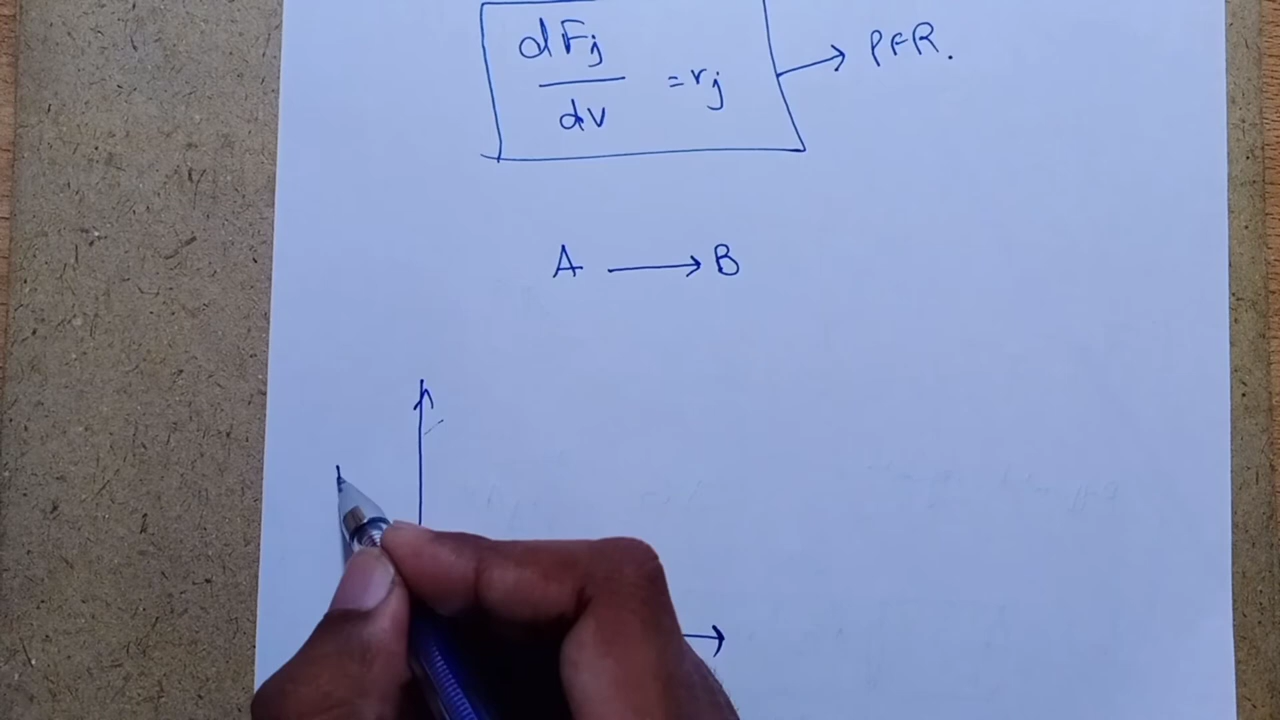 dFj/dv = rj → PFR.
A → B